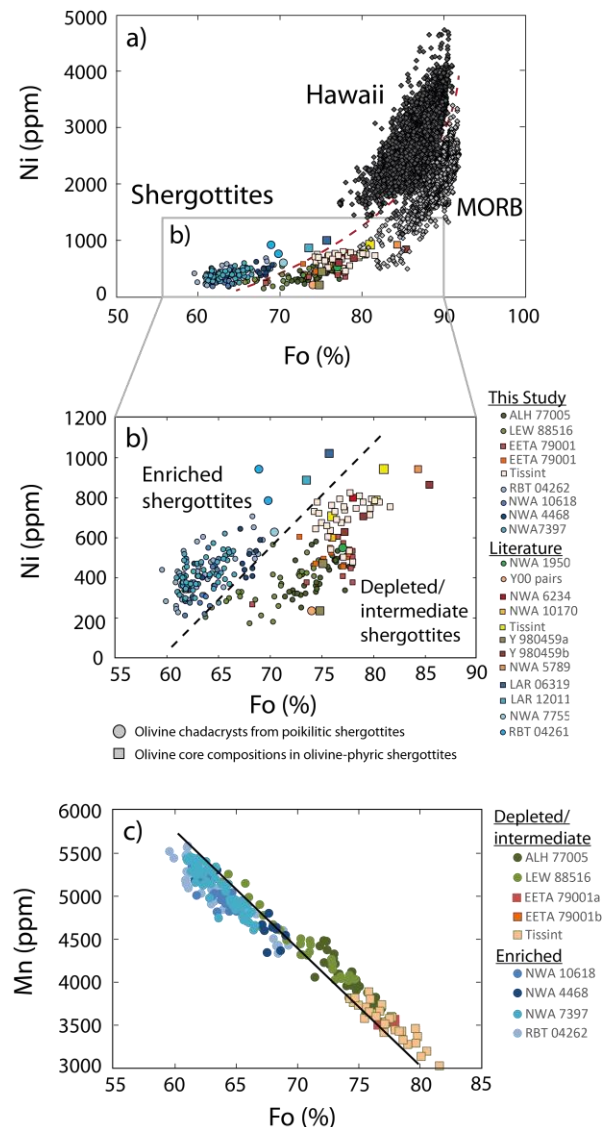 a)
5000
4000
3000
2000
1000
0
Ni (ppm)
Hawaii
Shergottites
MORB
b)
50
60
70
80
90
100
Fo (%)
b)
1200
1000
800
600
400
200
0
Ni (ppm)
Enriched
shergottites
Depleted/
intermediate
shergottites
55
60
65
70
75
80
85
90
Fo (%)
Olivine chadacrysts from poikilitic shergottites
Olivine core compositions in olivine-phyric shergottites
This Study
ALH 77005
LEW 88516
EETA 79001
EETA 79001
Tissint
RBT 04262
NWA 10618
NWA 4468
NWA7397
Literature
NWA 1950
Y00 pairs
NWA 6234
NWA 10170
Tissint
Y 980459a
Y 980459b
NWA 5789
LAR 06319
LAR 12011
NWA 7755
RBT 04261
c)
6000
5500
5000
4500
4000
3500
3000
Mn (ppm)
55
60
65
70
75
80
85
Fo (%)
Depleted/
intermediate
ALH 77005
LEW 88516
EETA 79001a
EETA 79001b
Tissint
Enriched
NWA 10618
NWA 4468
NWA 7397
RBT 04262